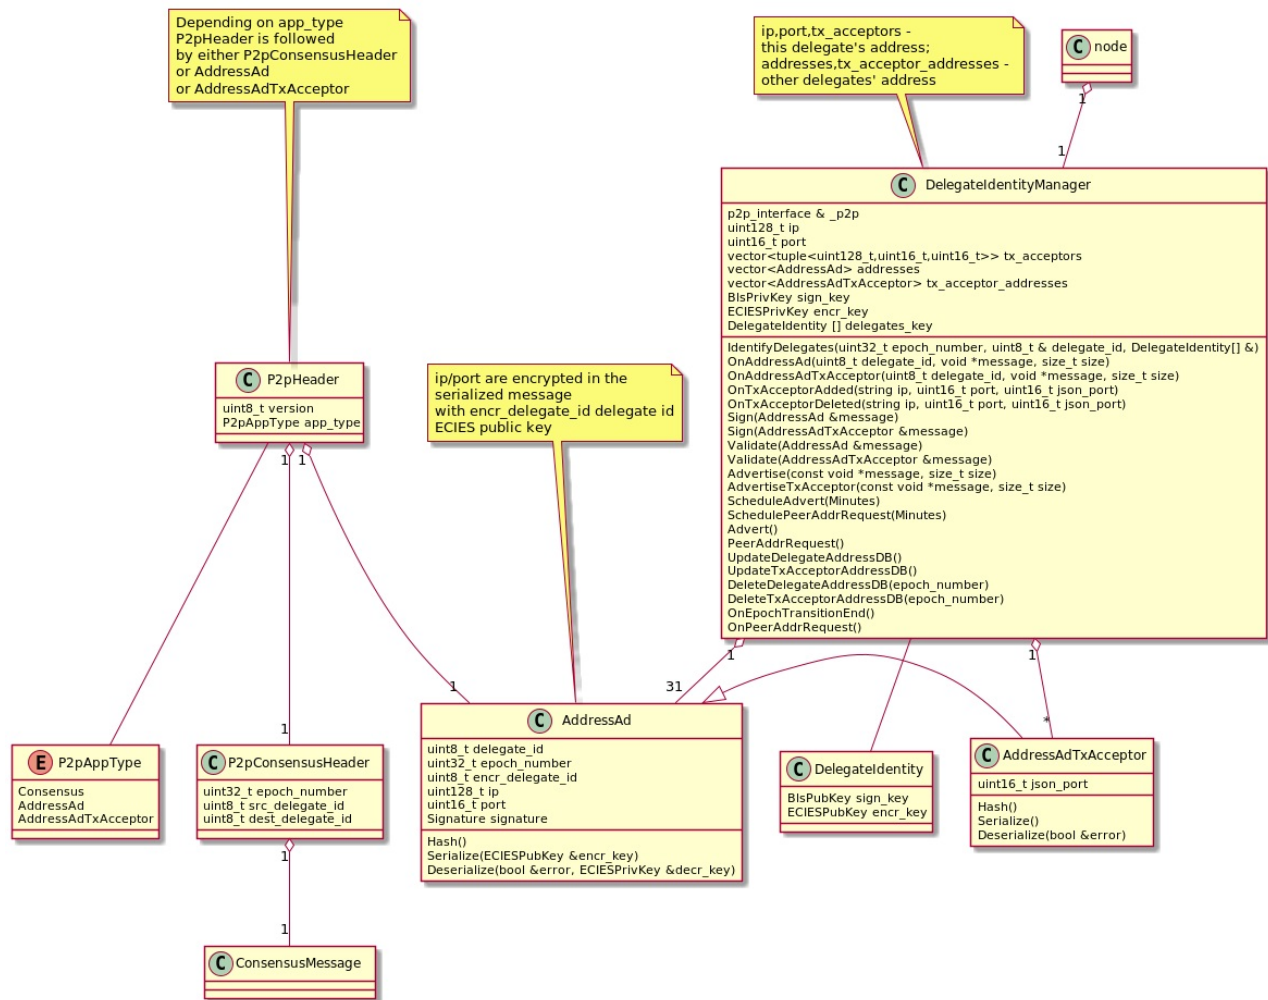 Depending on app_type
P2pHeader is followed
by either P2pConsensusHeader
or AddressAd
or AddressAdTxAcceptor
ip,port,tx_acceptors -
this delegate's address;
addresses,tx_acceptor_addresses -
other delegates' address
C node
1
1
C DelegateIdentityManager
p2p_interface & _p2p
uint128_t ip
uint16_t port
vector<tuple<uint128_t,uint16_t,uint16_t>> tx_acceptors
vector<AddressAd> addresses
vector<AddressAdTxAcceptor> tx_acceptor_addresses
BlsPrivKey sign_key
ECIESPrivKey encr_key
DelegateIdentity [] delegates_key
IdentifyDelegates(uint32_t epoch_number, uint8_t & delegate_id, DelegateIdentity[] &)
OnAddressAd(uint8_t delegate_id, void *message, size_t size)
OnAddressAdTxAcceptor(uint8_t delegate_id, void *message, size_t size)
OnTxAcceptorAdded(string ip, uint16_t port, uint16_t json_port)
OnTxAcceptorDeleted(string ip, uint16_t port, uint16_t json_port)
Sign(AddressAd &message)
Sign(AddressAdTxAcceptor &message)
Validate(AddressAd &message)
Validate(AddressAdTxAcceptor &message)
Advertise(const void *message, size_t size)
AdvertiseTxAcceptor(const void *message, size_t size)
ScheduleAdvert(Minutes)
SchedulePeerAddrRequest(Minutes)
Advert()
PeerAddrRequest()
UpdateDelegateAddressDB()
UpdateTxAcceptorAddressDB()
DeleteDelegateAddressDB(epoch_number)
DeleteTxAcceptorAddressDB(epoch_number)
OnEpochTransitionEnd()
OnPeerAddrRequest()
C P2pHeader
uint8_t version
P2pAppType app_type
1 1
ip/port are encrypted in the
serialized message
with encr_delegate_id delegate id
ECIES public key
1 1
1 31
1 *
E P2pAppType
Consensus
AddressAd
AddressAdTxAcceptor
C P2pConsensusHeader
uint32_t epoch_number
uint8_t src_delegate_id
uint8_t dest_delegate_id
1
1
C AddressAd
uint8_t delegate_id
uint32_t epoch_number
uint8_t encr_delegate_id
uint128_t ip
uint16_t port
Signature signature
Hash()
Serialize(ECIESPubKey &encr_key)
Deserialize(bool &error, ECIESPrivKey &decr_key)
C DelegateIdentity
BlsPubKey sign_key
ECIESPubKey encr_key
C AddressAdTxAcceptor
uint16_t json_port
Hash()
Serialize()
Deserialize(bool &error)
C ConsensusMessage